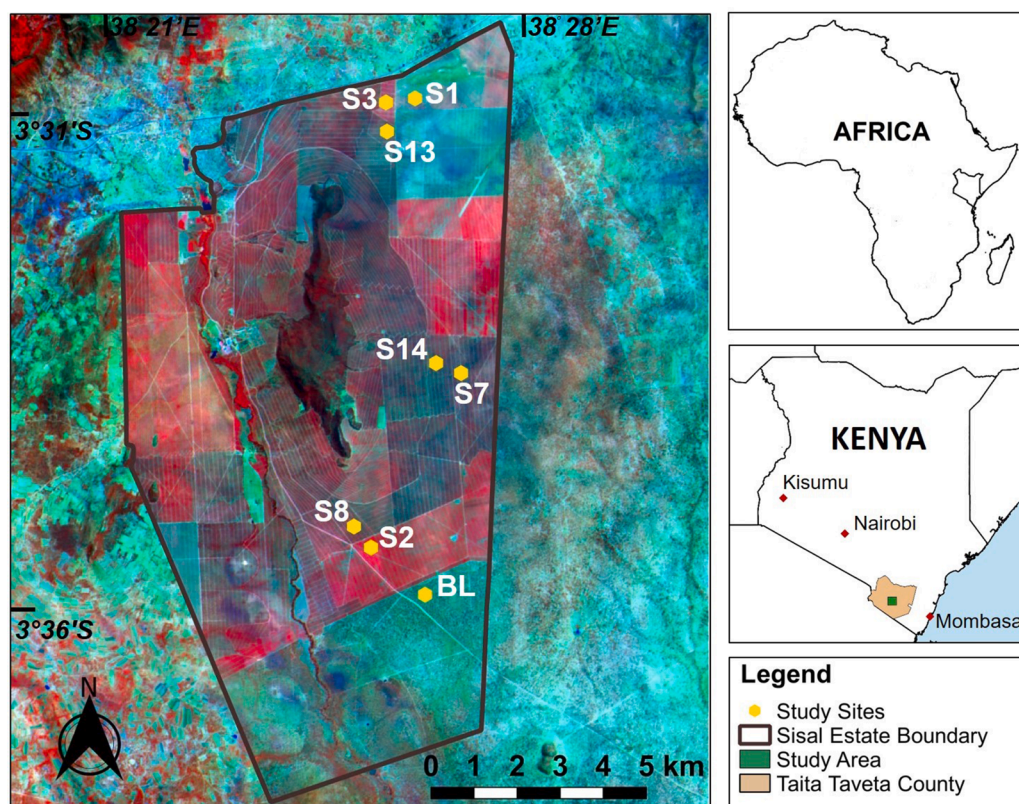 38°21′E
38°28′E
3°31′S
S3
S1
S13
S14
S7
S8
S2
BL
3°36′S
N
0 1 2 3 4 5 km
AFRICA
KENYA
Kisumu
Nairobi
Mombasa
Legend
Study Sites
Sisal Estate Boundary
Study Area
Taita Taveta County